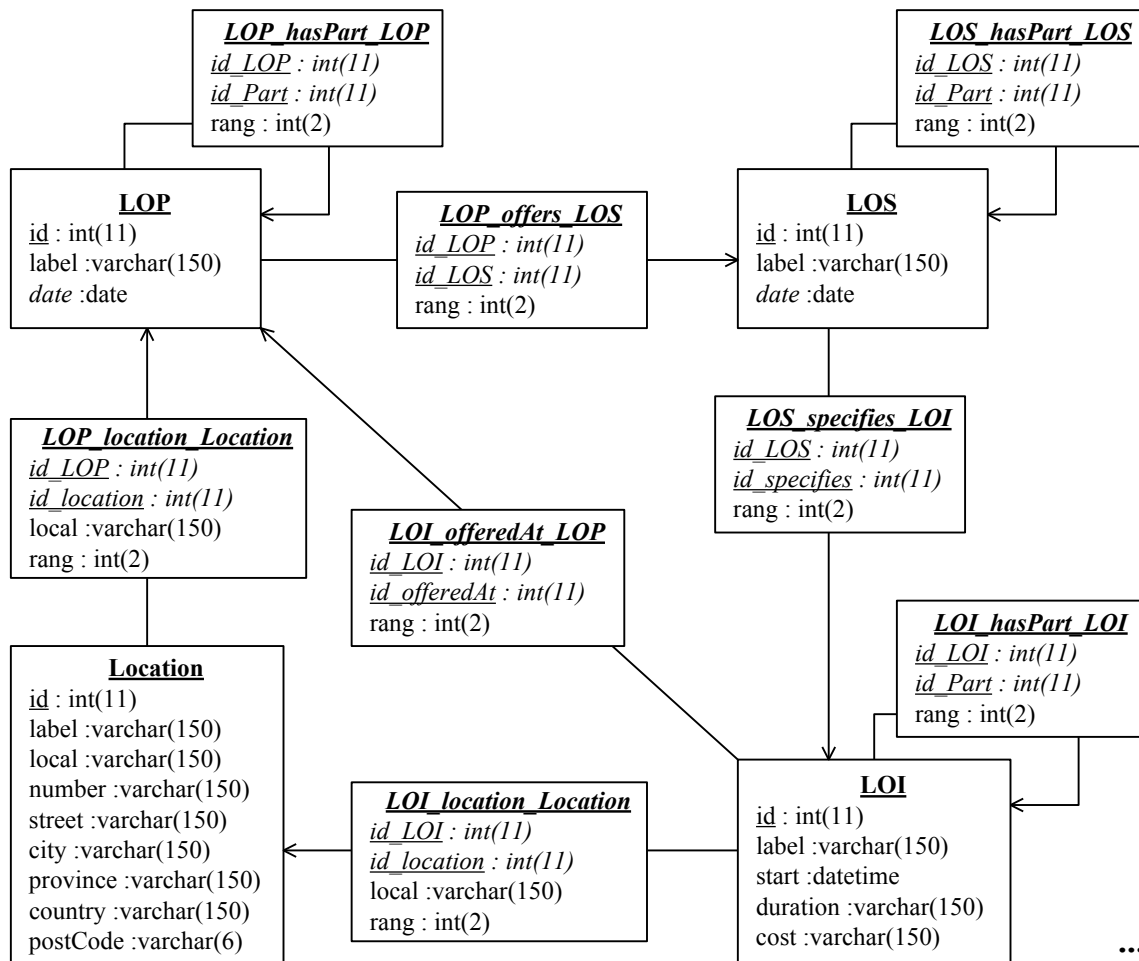 LOP_hasPart_LOP
id_LOP : int(11)
id_Part : int(11)
rang : int(2)
LOS_hasPart_LOS
id_LOS : int(11)
id_Part : int(11)
rang : int(2)
LOP
id : int(11)
label :varchar(150)
date :date
LOP_offers_LOS
id_LOP : int(11)
id_LOS : int(11)
rang : int(2)
LOS
id : int(11)
label :varchar(150)
date :date
LOP_location_Location
id_LOP : int(11)
id_location : int(11)
local :varchar(150)
rang : int(2)
LOS_specifies_LOI
id_LOS : int(11)
id_specifies : int(11)
rang : int(2)
LOI_offeredAt_LOP
id_LOI : int(11)
id_offeredAt : int(11)
rang : int(2)
LOI_hasPart_LOI
id_LOI : int(11)
id_Part : int(11)
rang : int(2)
Location
id : int(11)
label :varchar(150)
local :varchar(150)
number :varchar(150)
street :varchar(150)
city :varchar(150)
province :varchar(150)
country :varchar(150)
postCode :varchar(6)
LOI_location_Location
id_LOI : int(11)
id_location : int(11)
local :varchar(150)
rang : int(2)
LOI
id : int(11)
label :varchar(150)
start :datetime
duration :varchar(150)
cost :varchar(150)
...